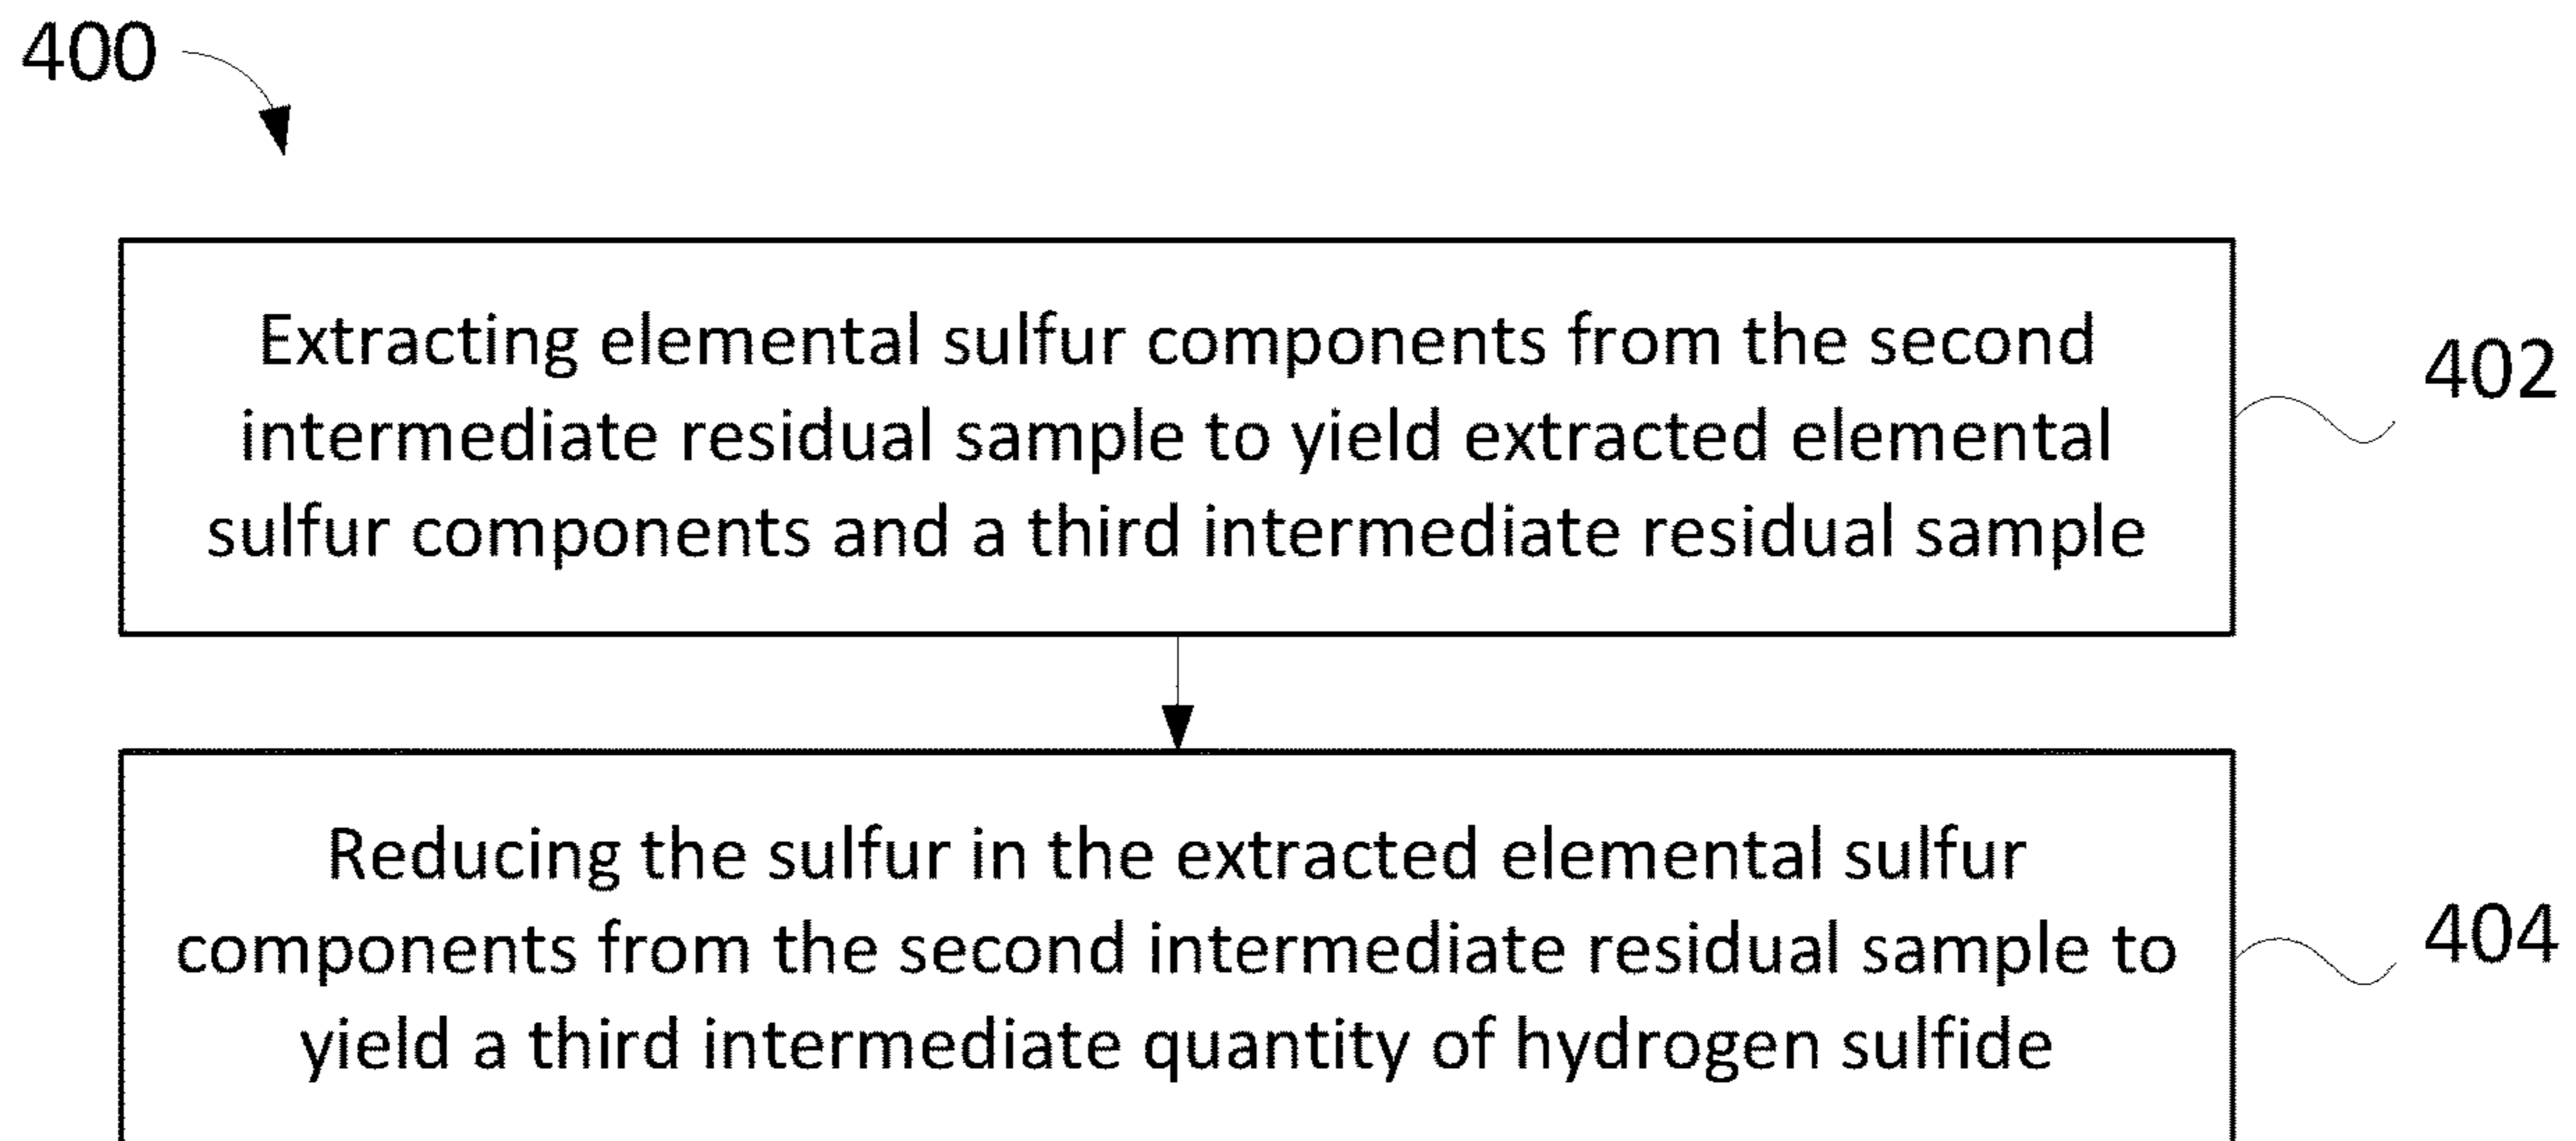 400
Extracting elemental sulfur components from the second
intermediate residual sample to yield extracted elemental
sulfur components and a third intermediate residual sample
402
Reducing the sulfur in the extracted elemental sulfur
components from the second intermediate residual sample to
yield a third intermediate quantity of hydrogen sulfide
404